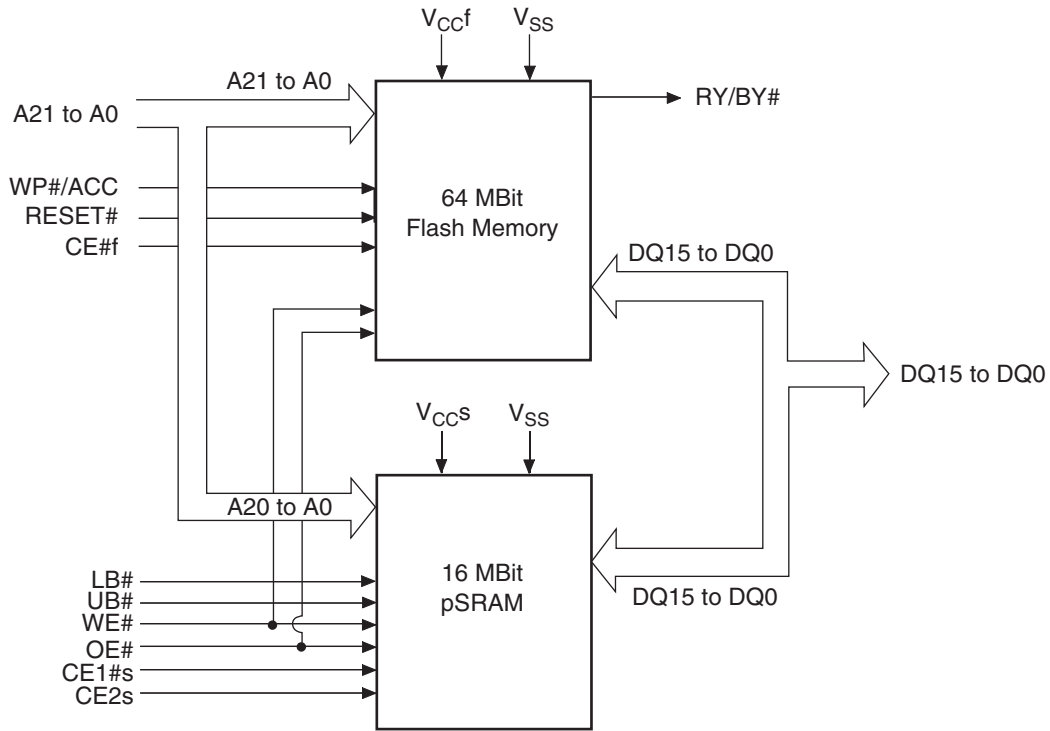 VCCf
VSS
A21 to A0
A21 to A0
RY/BY#
WP#/ACC
RESET#
CE#f
64 MBit
Flash Memory
DQ15 to DQ0
DQ15 to DQ0
VCCs
VSS
A20 to A0
16 MBit
pSRAM
DQ15 to DQ0
LB#
UB#
WE#
OE#
CE1#s
CE2s